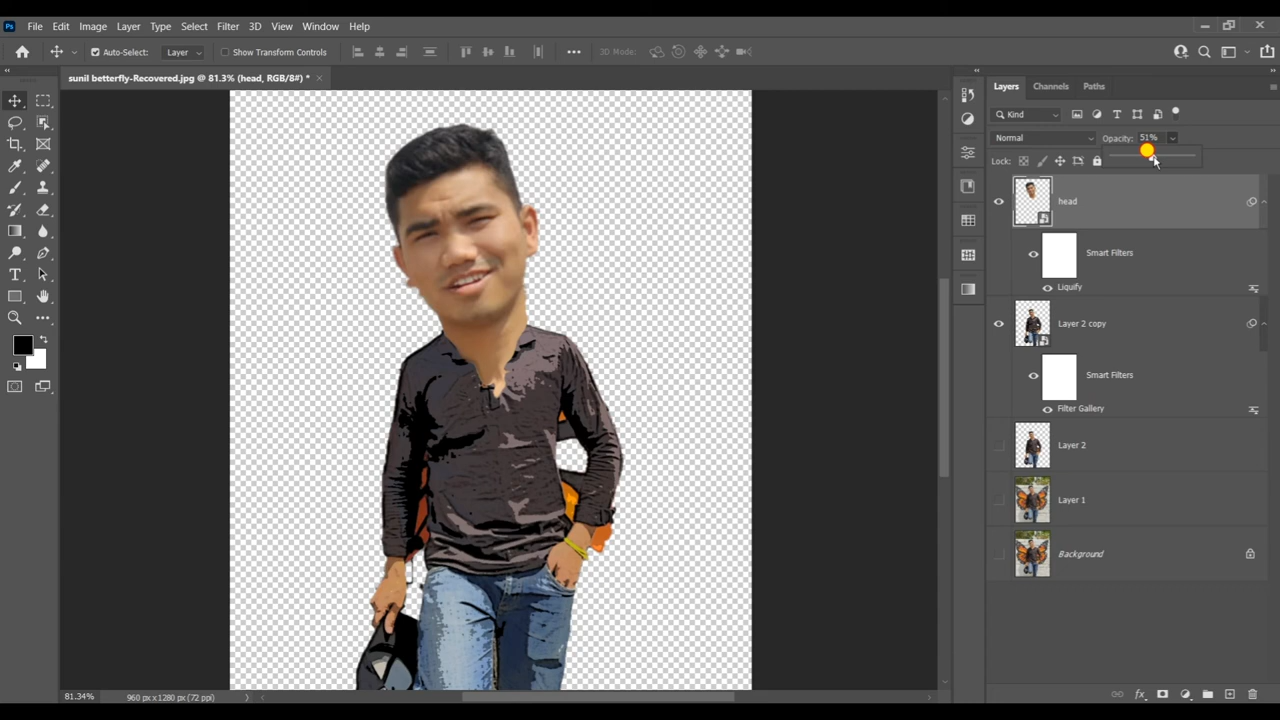 Ps File Edit Image Layer Type Select Filter 3D View Window Help
Auto-Select: Layer Show Transform Controls 3D Mode:
sunil betterfly-Recovered.jpg @ 81.3% (head, RGB/8#) *
Layers Channels Paths
Kind
Normal Opacity: 51%
Lock:
head
Smart Filters
Liquify
Layer 2 copy
Smart Filters
Filter Gallery
Layer 2
Layer 1
Background
81.34% 960 px x 1280 px (72 ppi)